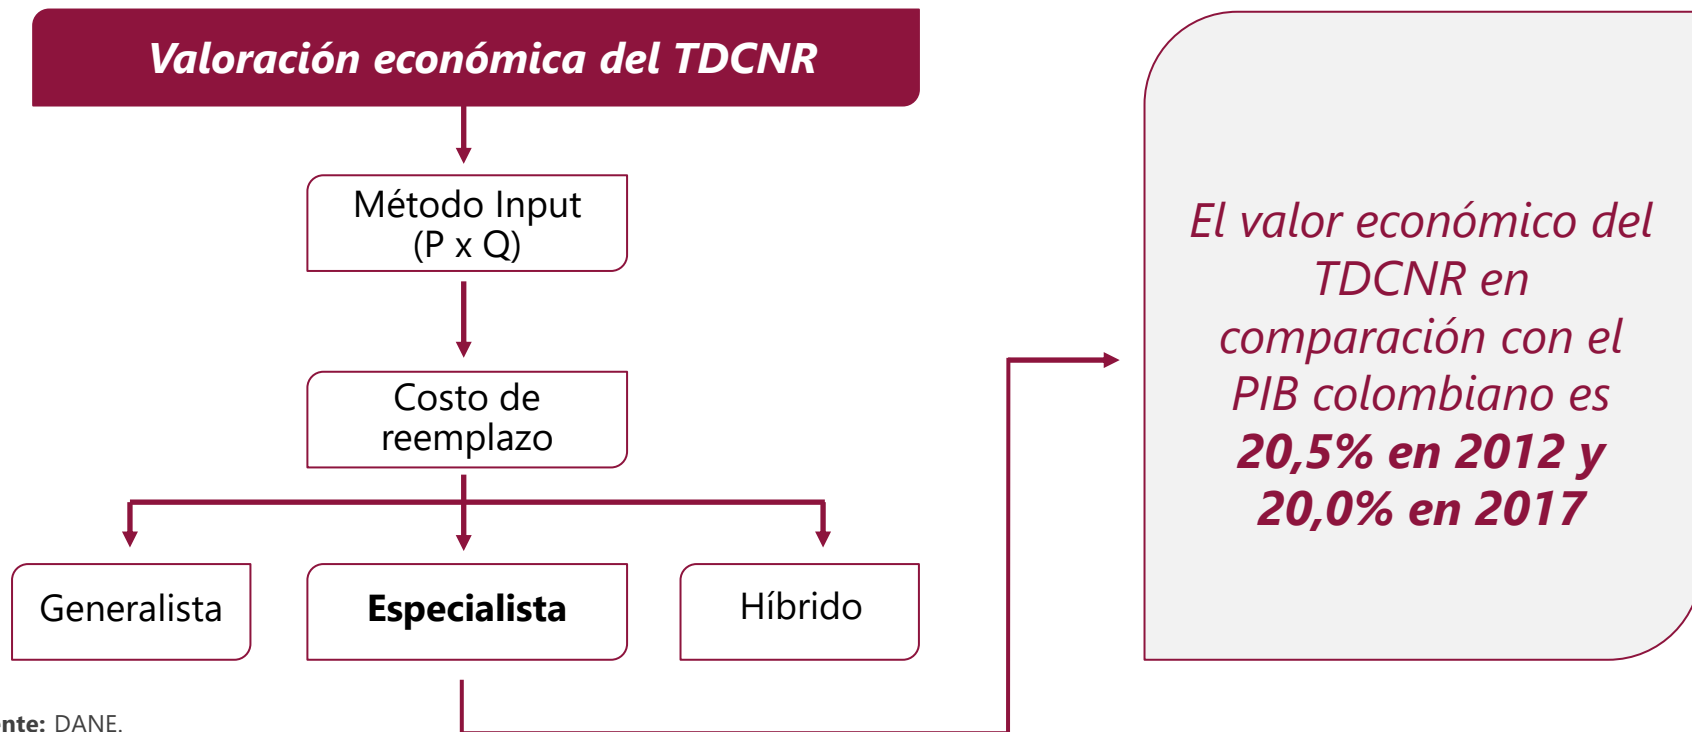 Valoración económica del TDCNR
Método Input
(P x Q)
Costo de
reemplazo
Generalista
Especialista
Híbrido
El valor económico del
TDCNR en
comparación con el
PIB colombiano es
20,5% en 2012 y
20,0% en 2017
ente: DANE.